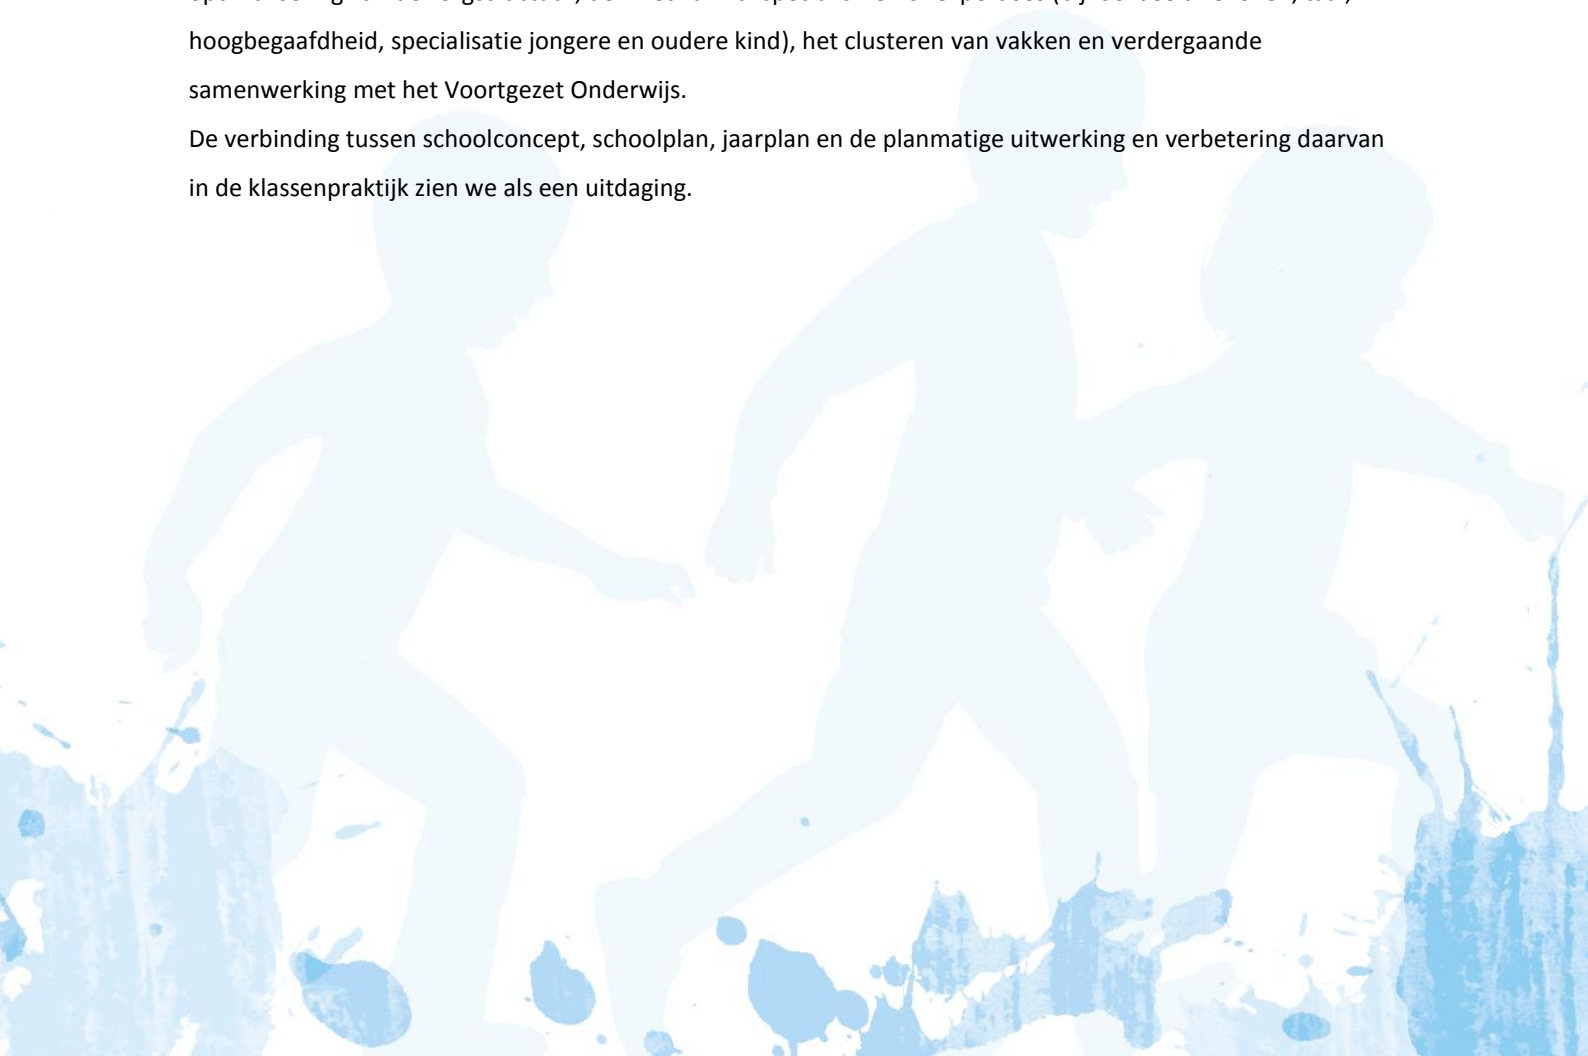 hoogbegaafdheid, specialisatie jongere en oudere kind), het clusteren van vakken en verdergaande
samenwerking met het Voortgezet Onderwijs.
De verbinding tussen schoolconcept, schoolplan, jaarplan en de planmatige uitwerking en verbetering daarvan
in de klassenpraktijk zien we als een uitdaging.